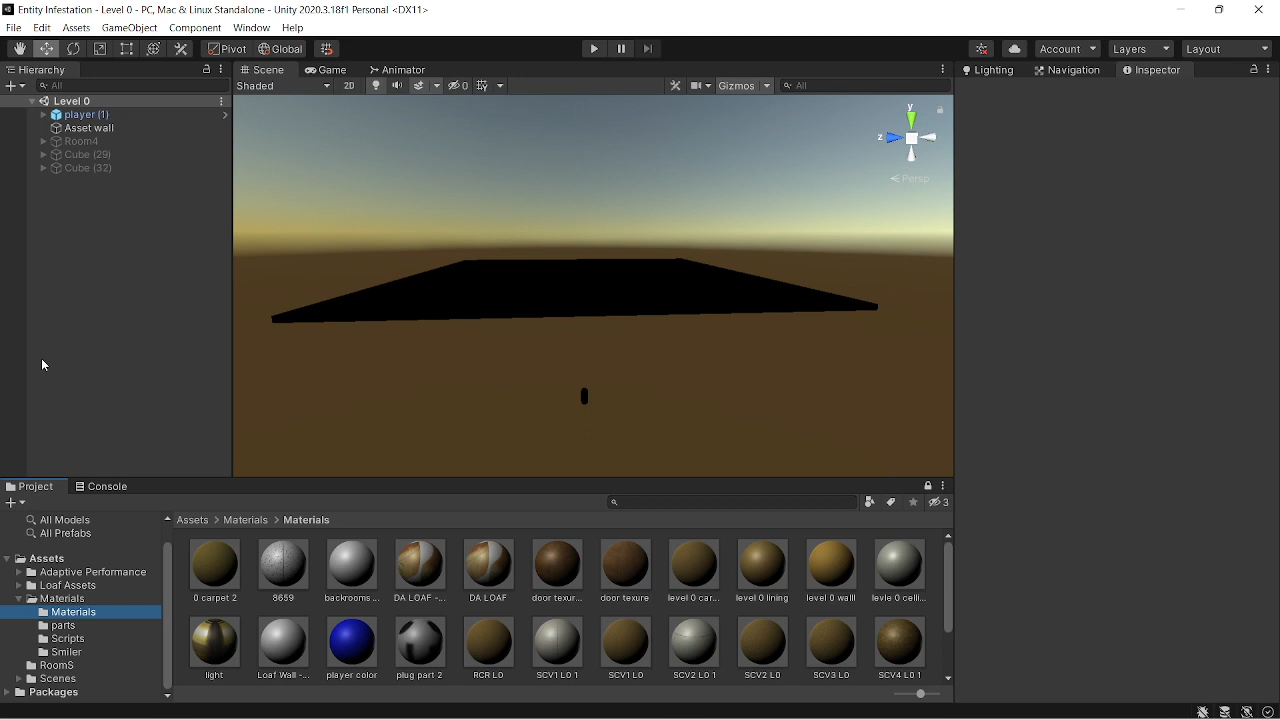 Entity Infestation - Level 0 - PC, Mac & Linux Standalone - Unity 2020.3.18f1 Personal <DX11>
File Edit Assets GameObject Component Window Help
Pivot Global Account Layers Layout
Hierarchy Scene Game Animator Lighting Navigation Inspector
All Shaded 2D 0 Gizmos All
Level 0
player (1)
Asset wall
Room4
Cube (29)
Cube (32)
y
z
Persp
Project Console
3
All Models
All Prefabs
Assets
Adaptive Performance
Loaf Assets
Materials
Materials
parts
Scripts
Smiler
RoomS
Scenes
Packages
Assets > Materials > Materials
0 carpet 2 8659 backrooms ... DA LOAF -... DA LOAF door texur... door texure level 0 car... level 0 lining level 0 walll levle 0 celli...
light Loaf Wall -... player color plug part 2 RCR L0 SCV1 L0 1 SCV1 L0 SCV2 L0 1 SCV2 L0 SCV3 L0 SCV4 L0 1